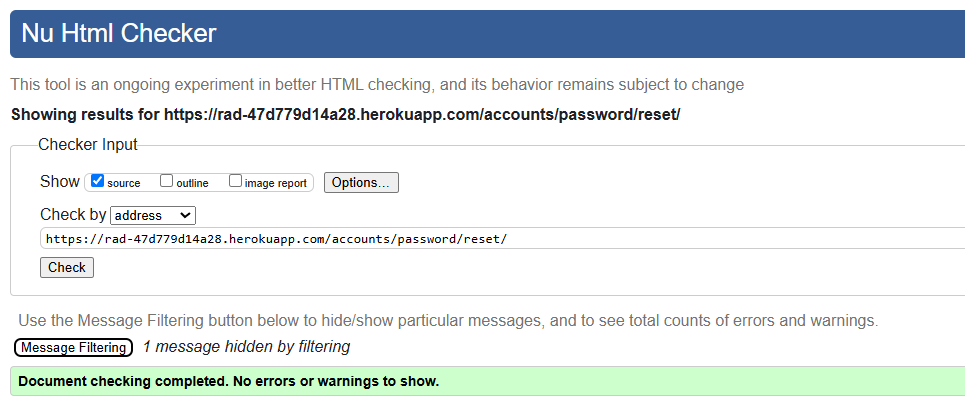 Nu Html Checker
This tool is an ongoing experiment in better HTML checking, and its behavior remains subject to change
Showing results for https://rad-47d779d14a28.herokuapp.com/accounts/password/reset/
Checker Input
Show source outline image report Options...
Check by address
https://rad-47d779d14a28.herokuapp.com/accounts/password/reset/
Check
Use the Message Filtering button below to hide/show particular messages, and to see total counts of errors and warnings.
Message Filtering 1 message hidden by filtering
Document checking completed. No errors or warnings to show.